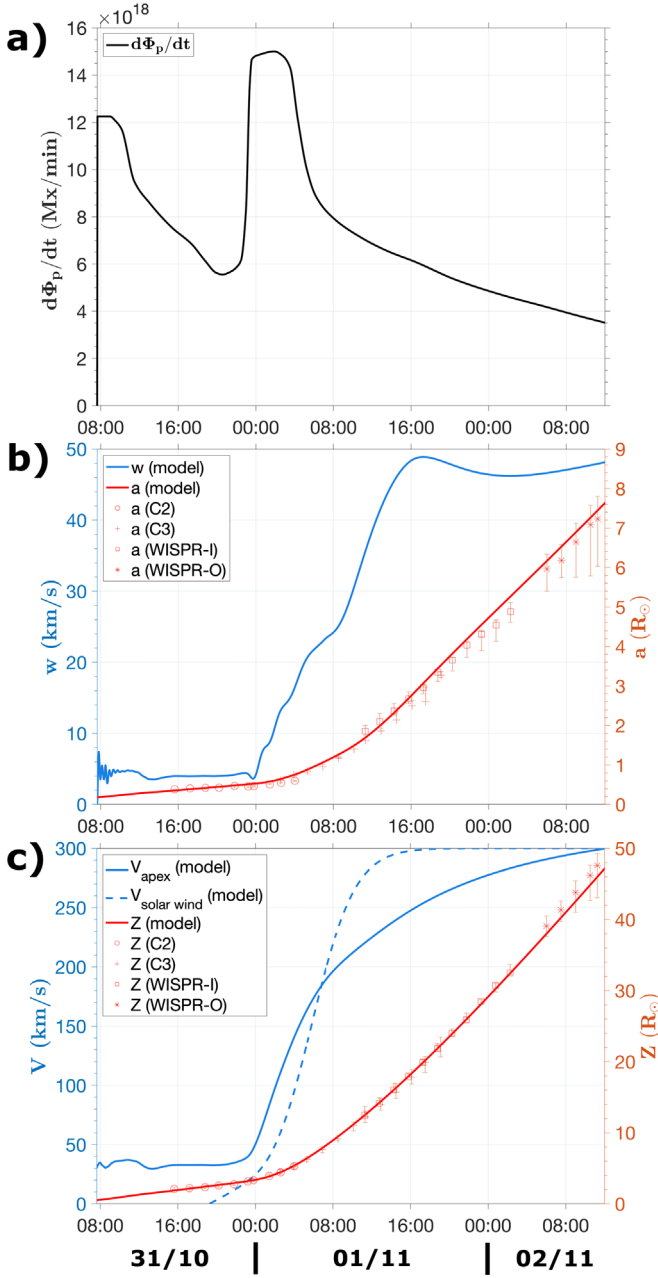 a)
×10¹⁸
dΦₚ/dt
dΦₚ/dt (Mx/min)
16
14
12
10
8
6
4
2
0
08:00 16:00 00:00 08:00 16:00 00:00 08:00
b)
w (model)
a (model)
a (C2)
a (C3)
a (WISPR-I)
a (WISPR-O)
w (km/s)
50
40
30
20
10
0
a (R☉)
9
8
7
6
5
4
3
2
1
0
08:00 16:00 00:00 08:00 16:00 00:00 08:00
c)
V_apex (model)
V_solar wind (model)
Z (model)
Z (C2)
Z (C3)
Z (WISPR-I)
Z (WISPR-O)
V (km/s)
300
250
200
150
100
50
0
Z (R☉)
50
40
30
20
10
0
08:00 16:00 00:00 08:00 16:00 00:00 08:00
31/10 | 01/11 | 02/11